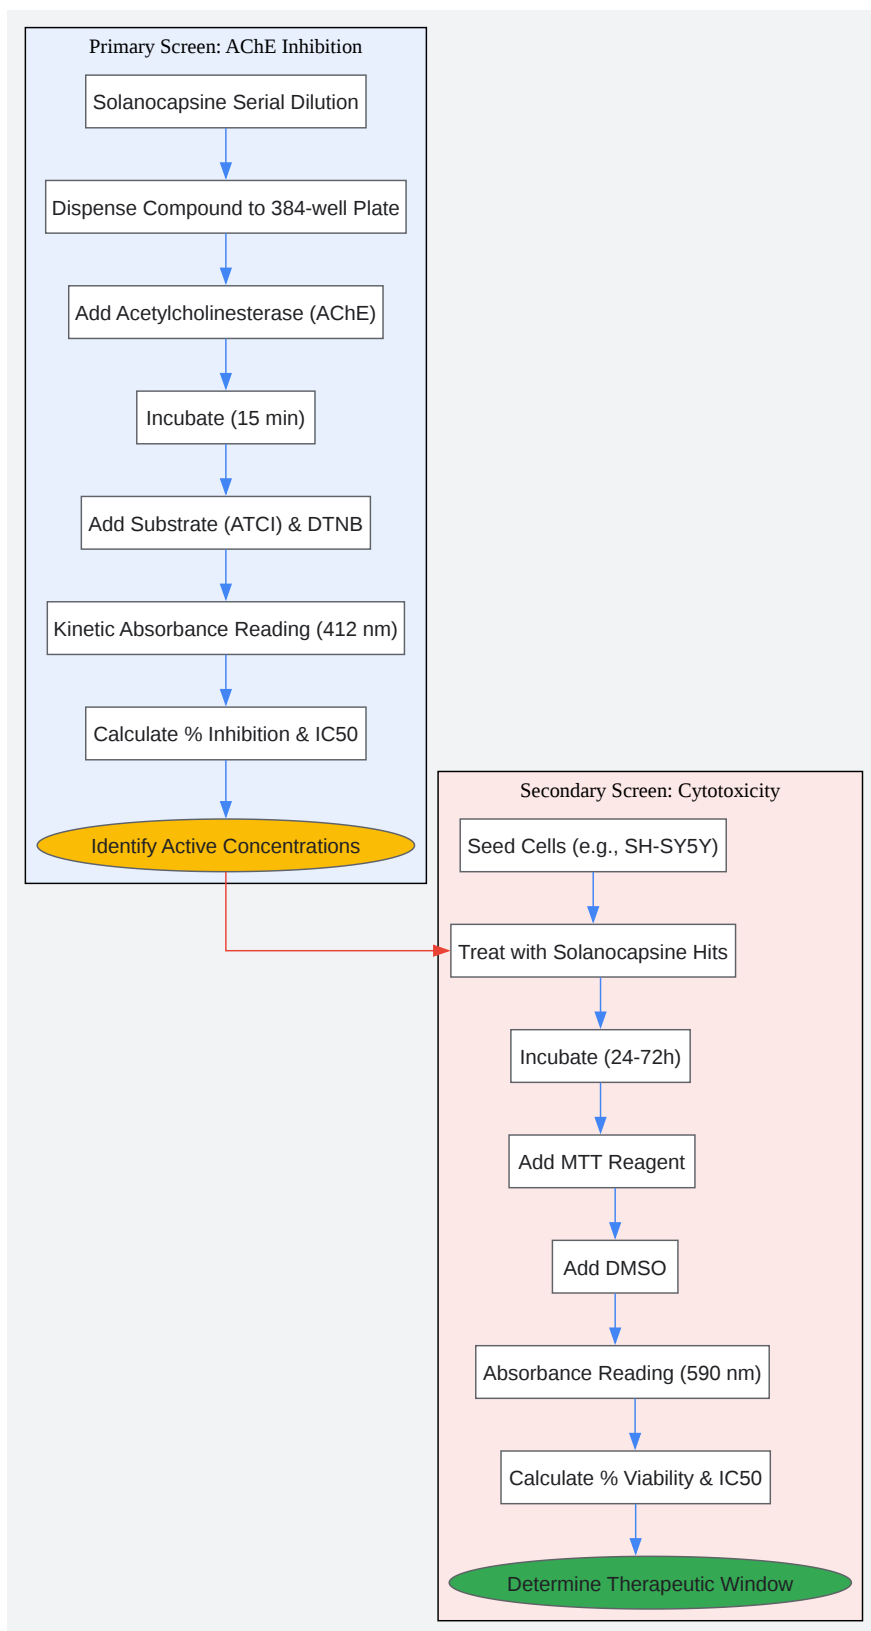 Primary Screen: AChE Inhibition
Solanocapsine Serial Dilution
Dispense Compound to 384-well Plate
Add Acetylcholinesterase (AChE)
Incubate (15 min)
Add Substrate (ATCI) & DTNB
Kinetic Absorbance Reading (412 nm)
Calculate % Inhibition & IC50
Identify Active Concentrations
Secondary Screen: Cytotoxicity
Seed Cells (e.g., SH-SY5Y)
Treat with Solanocapsine Hits
Incubate (24-72h)
Add MTT Reagent
Add DMSO
Absorbance Reading (590 nm)
Calculate % Viability & IC50
Determine Therapeutic Window